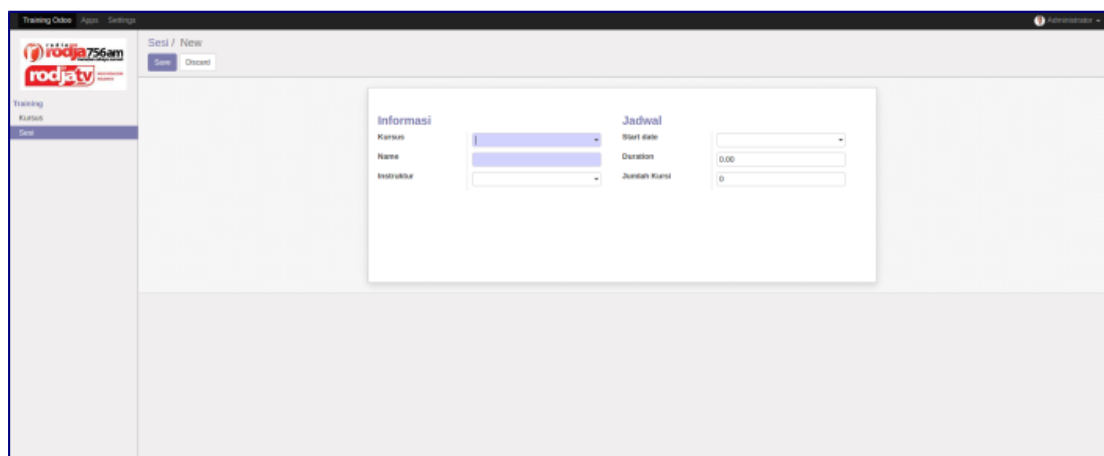 Training Odoo Apps Settings Administrator
rodja 756am
rodja tv
Training
Kursus
Sesi
Sesi / New
Save Discard
Informasi
Kursus
Name
Instruktur
Jadwal
Start date
Duration 0.00
Jumlah Kursi 0